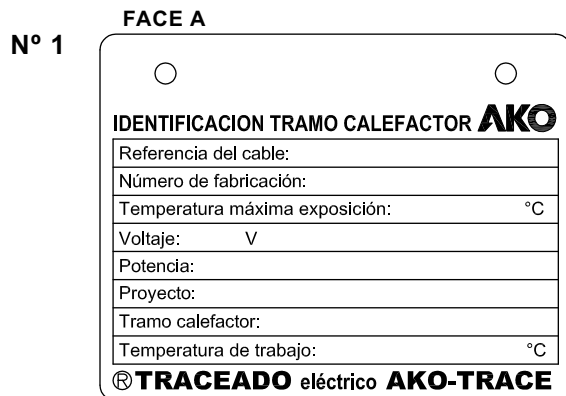 FACE A
Nº 1
IDENTIFICACION TRAMO CALEFACTOR AKO
Referencia del cable:
Número de fabricación:
Temperatura máxima exposición: °C
Voltaje: V
Potencia:
Proyecto:
Tramo calefactor:
Temperatura de trabajo: °C
®TRACEADO eléctrico AKO-TRACE